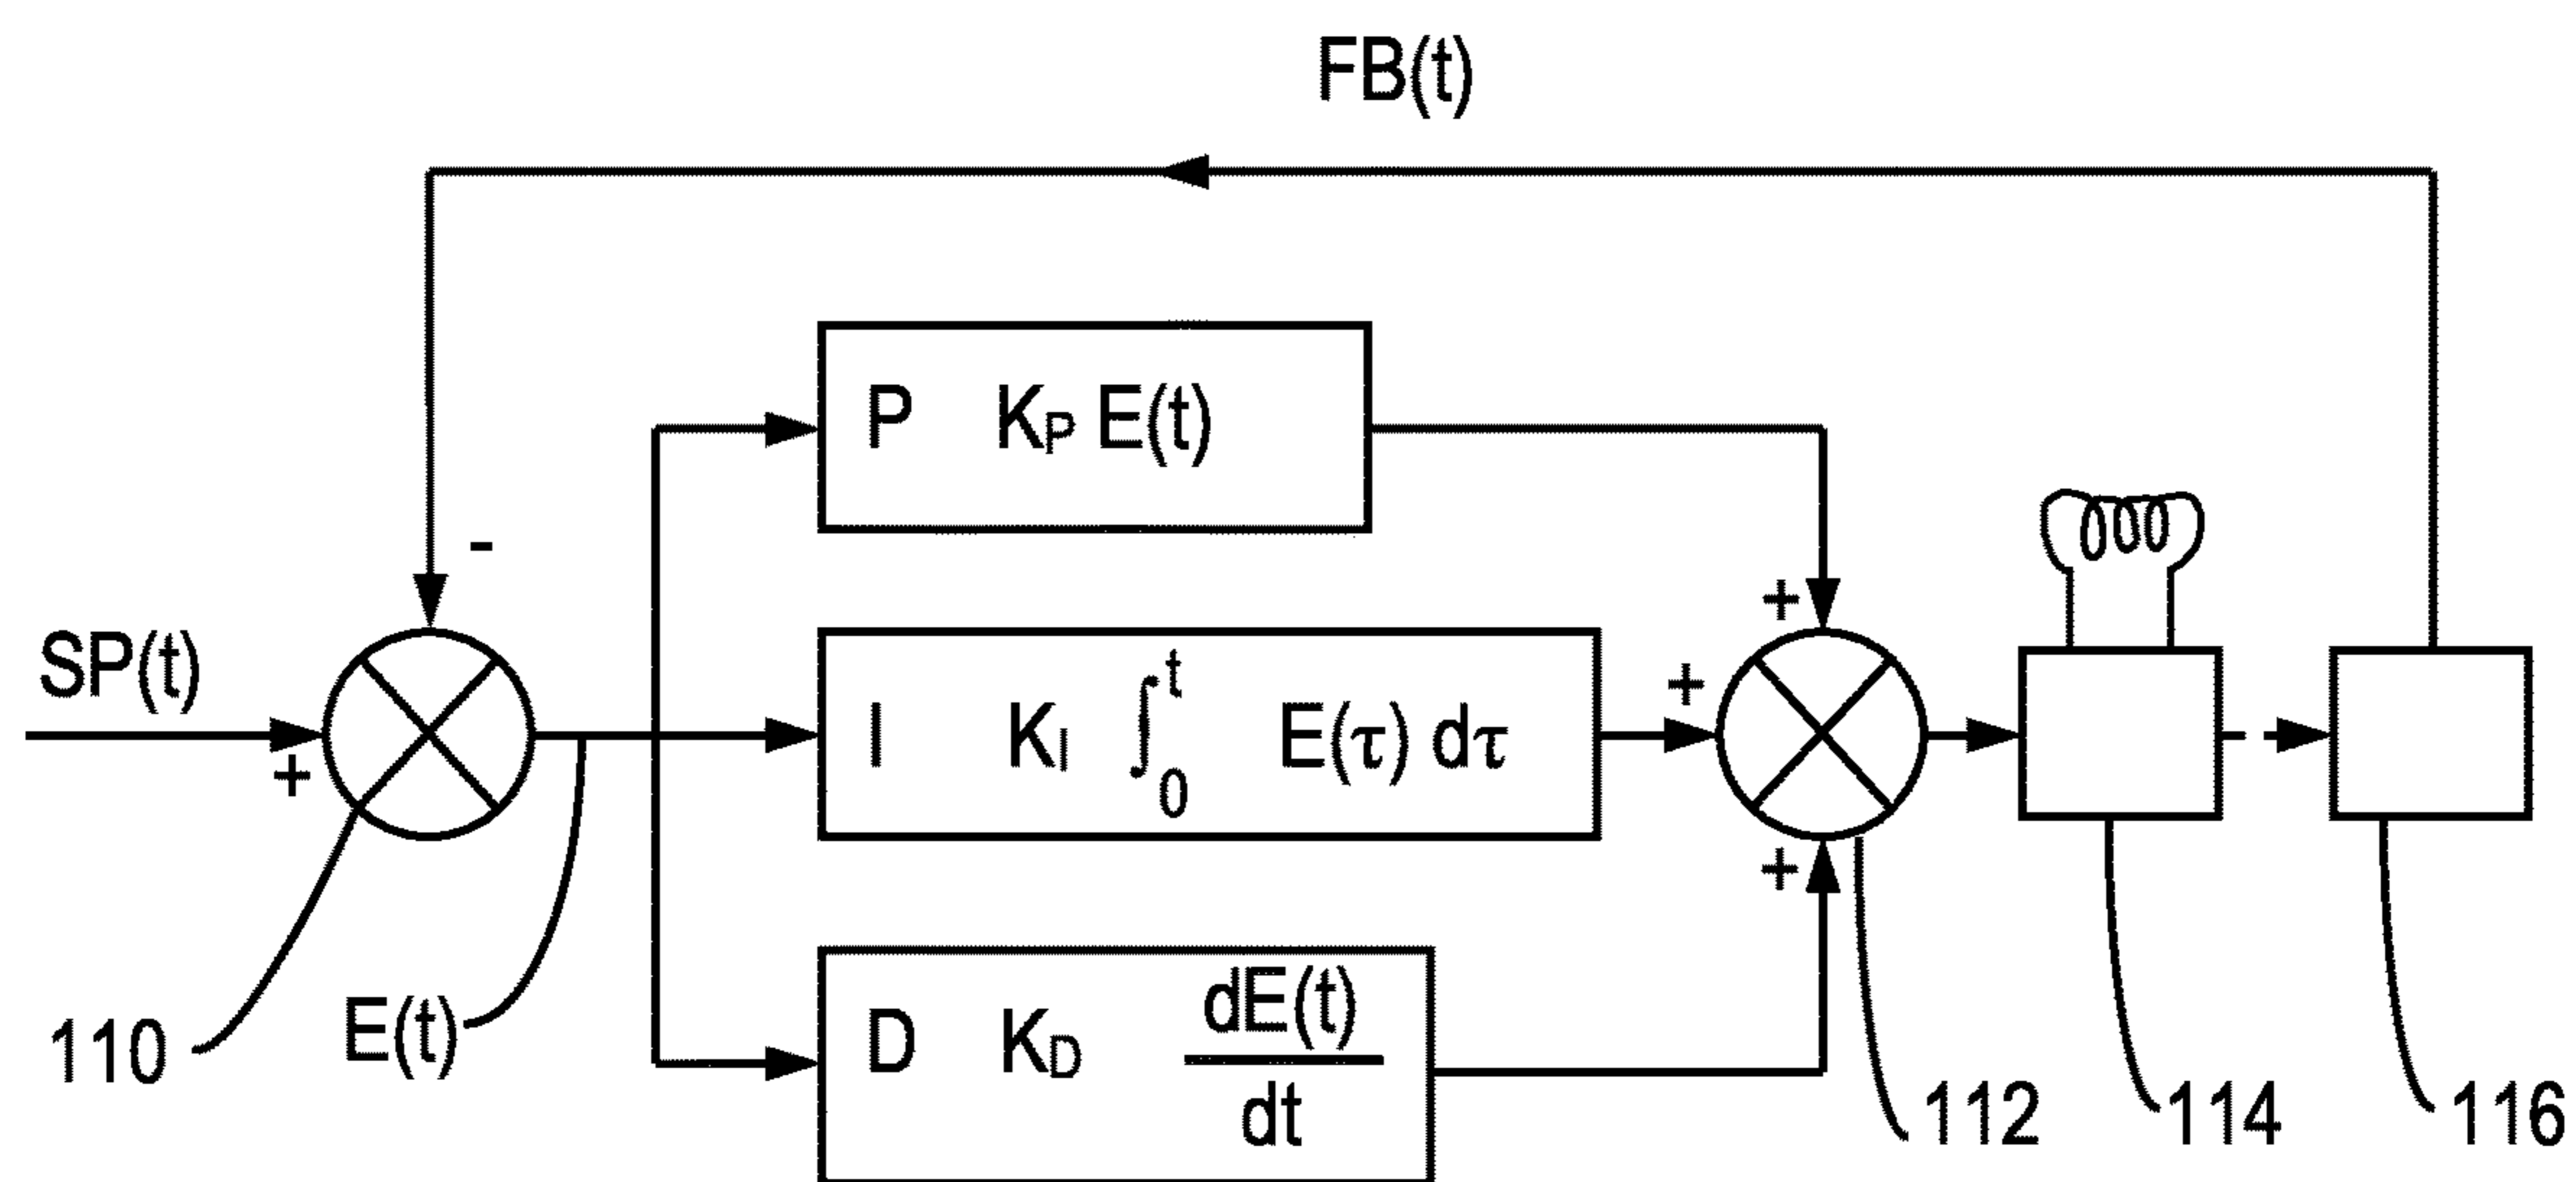 FB(t)
P K_P E(t)
-
+
SP(t)
+
+
I K_I ∫_0^t E(τ) dτ
+
D K_D dE(t)/dt
110
E(t)
112
114
116